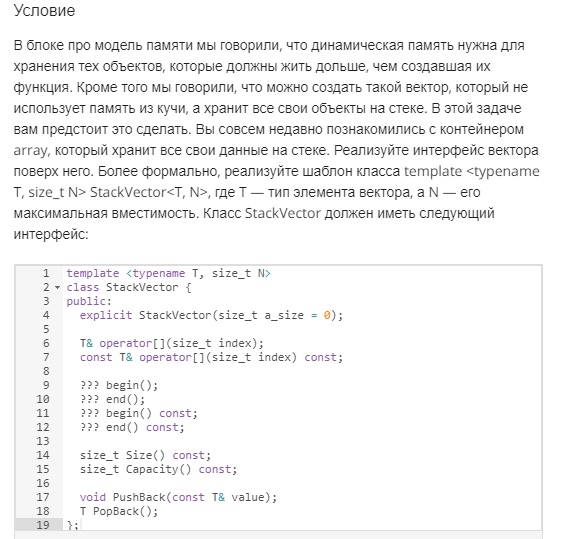 Условие
В блоке про модель памяти мы говорили, что динамическая память нужна для
хранения тех объектов, которые должны жить дольше, чем создавшая их
функция. Кроме того мы говорили, что можно создать такой вектор, который не
использует память из кучи, а хранит все свои объекты на стеке. В этой задаче
вам предстоит это сделать. Вы совсем недавно познакомились с контейнером
array, который хранит все свои данные на стеке. Реализуйте интерфейс вектора
поверх него. Более формально, реализуйте шаблон класса template <typename
T, size_t N> StackVector<T, N>, где T — тип элемента вектора, а N — его
максимальная вместимость. Класс StackVector должен иметь следующий
интерфейс:
1 template <typename T, size_t N>
2 class StackVector {
3 public:
4 explicit StackVector(size_t a_size = 0);
5
6 T& operator[](size_t index);
7 const T& operator[](size_t index) const;
8
9 ??? begin();
10 ??? end();
11 ??? begin() const;
12 ??? end() const;
13
14 size_t Size() const;
15 size_t Capacity() const;
16
17 void PushBack(const T& value);
18 T PopBack();
19 };